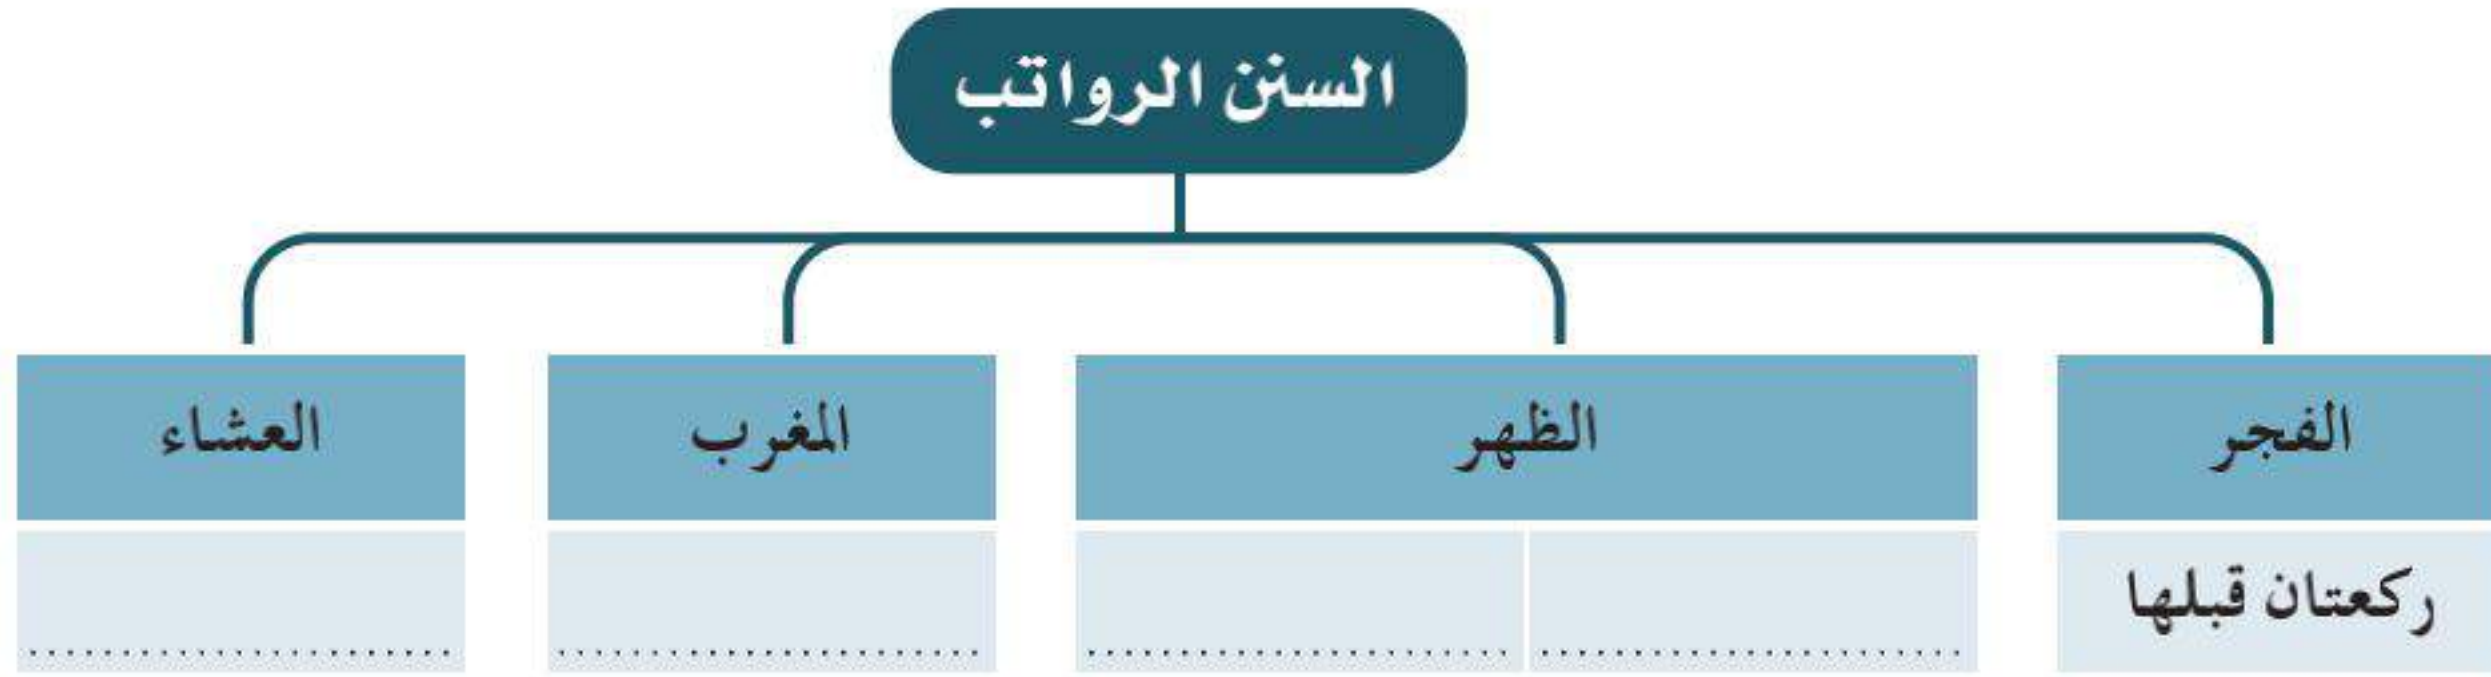 السنن الرواتب
الفجر
الظهر
المغرب
العشاء
ركعتان قبلها